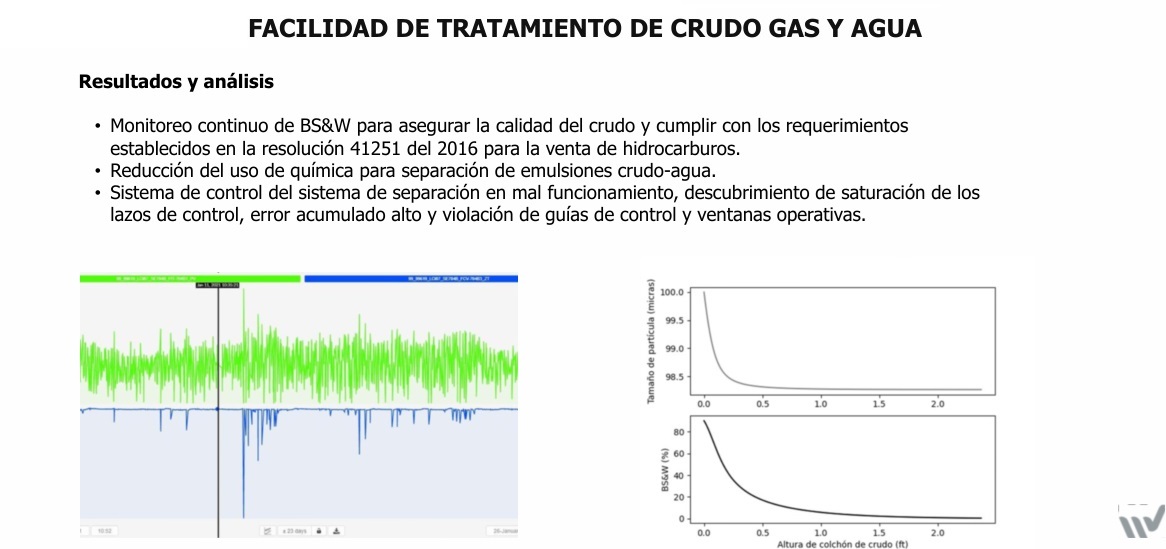 FACILIDAD DE TRATAMIENTO DE CRUDO GAS Y AGUA
Resultados y análisis
• Monitoreo continuo de BS&W para asegurar la calidad del crudo y cumplir con los requerimientos
establecidos en la resolución 41251 del 2016 para la venta de hidrocarburos.
• Reducción del uso de química para separación de emulsiones crudo-agua.
• Sistema de control del sistema de separación en mal funcionamiento, descubrimiento de saturación de los
lazos de control, error acumulado alto y violación de guías de control y ventanas operativas.
10:52
x 23 days
Tamaño de partícula (micras)
100.0
99.5
99.0
98.5
0.0 0.5 1.0 1.5 2.0
BS&W (%)
80
60
40
20
0
0.0 0.5 1.0 1.5 2.0
Altura de colchón de crudo (ft)